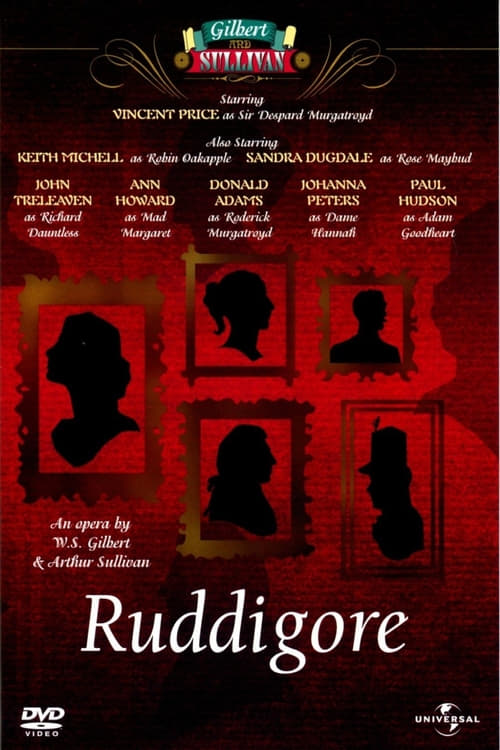 Gilbert
AND
SULLIVAN
Starring
VINCENT PRICE as Sir Despard Murgatroyd
Also Starring
KEITH MICHELL as Robin Oakapple SANDRA DUGDALE as Rose Maybud
JOHN TRELEAVEN as Richard Dauntless
ANN HOWARD as Mad Margaret
DONALD ADAMS as Roderick Murgatroyd
JOHANNA PETERS as Dame Hannah
PAUL HUDSON as Adam Goodheart
An opera by
W.S. Gilbert
& Arthur Sullivan
Ruddigore
DVD
VIDEO
UNIVERSAL